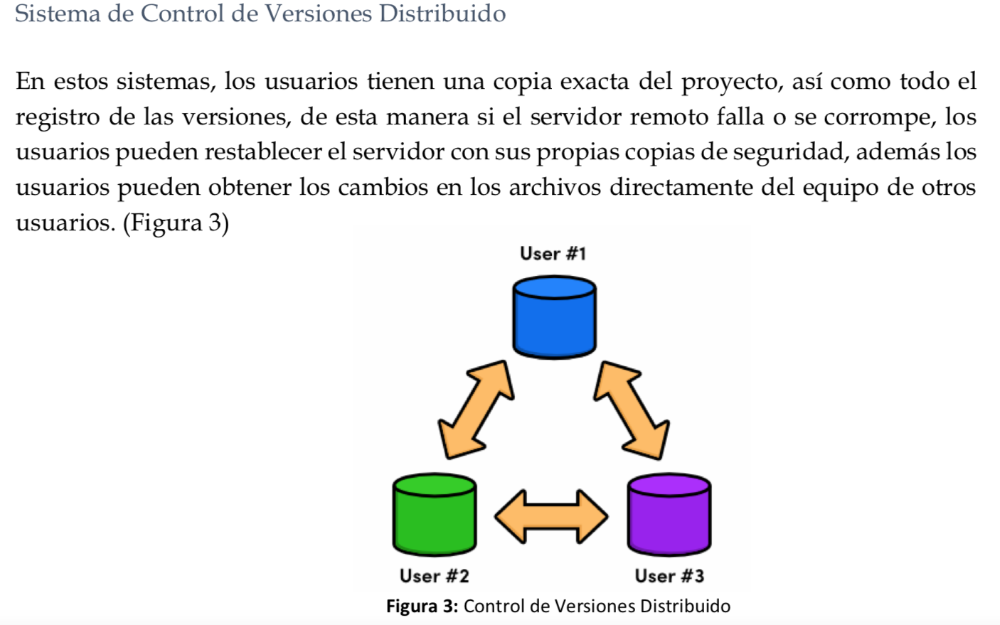 Sistema de Control de Versiones Distribuido
En estos sistemas, los usuarios tienen una copia exacta del proyecto, así como todo el
registro de las versiones, de esta manera si el servidor remoto falla o se corrompe, los
usuarios pueden restablecer el servidor con sus propias copias de seguridad, además los
usuarios pueden obtener los cambios en los archivos directamente del equipo de otros
usuarios. (Figura 3)
User #1
User #2
User #3
Figura 3: Control de Versiones Distribuido